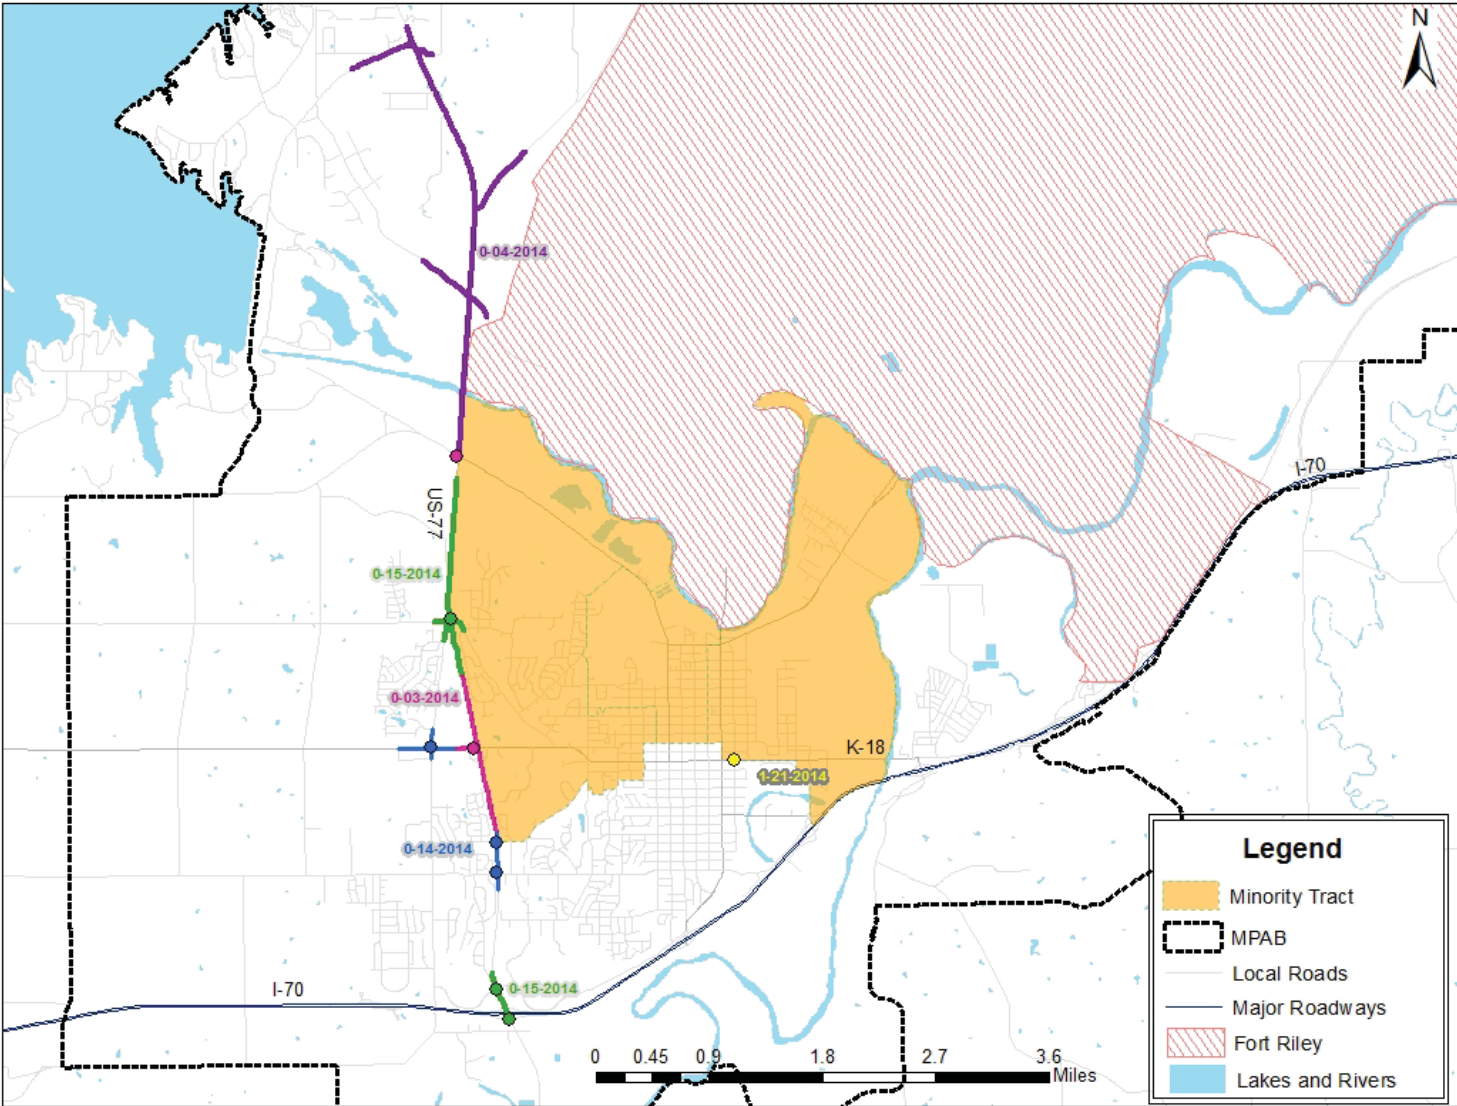 N
0-04-2014
I-70
US-77
0-15-2014
0-03-2014
K-18
1-21-2014
0-14-2014
Legend
Minority Tract
MPAB
Local Roads
Major Roadways
Fort Riley
Lakes and Rivers
I-70
0-15-2014
0 0.45 0.9 1.8 2.7 3.6
Miles